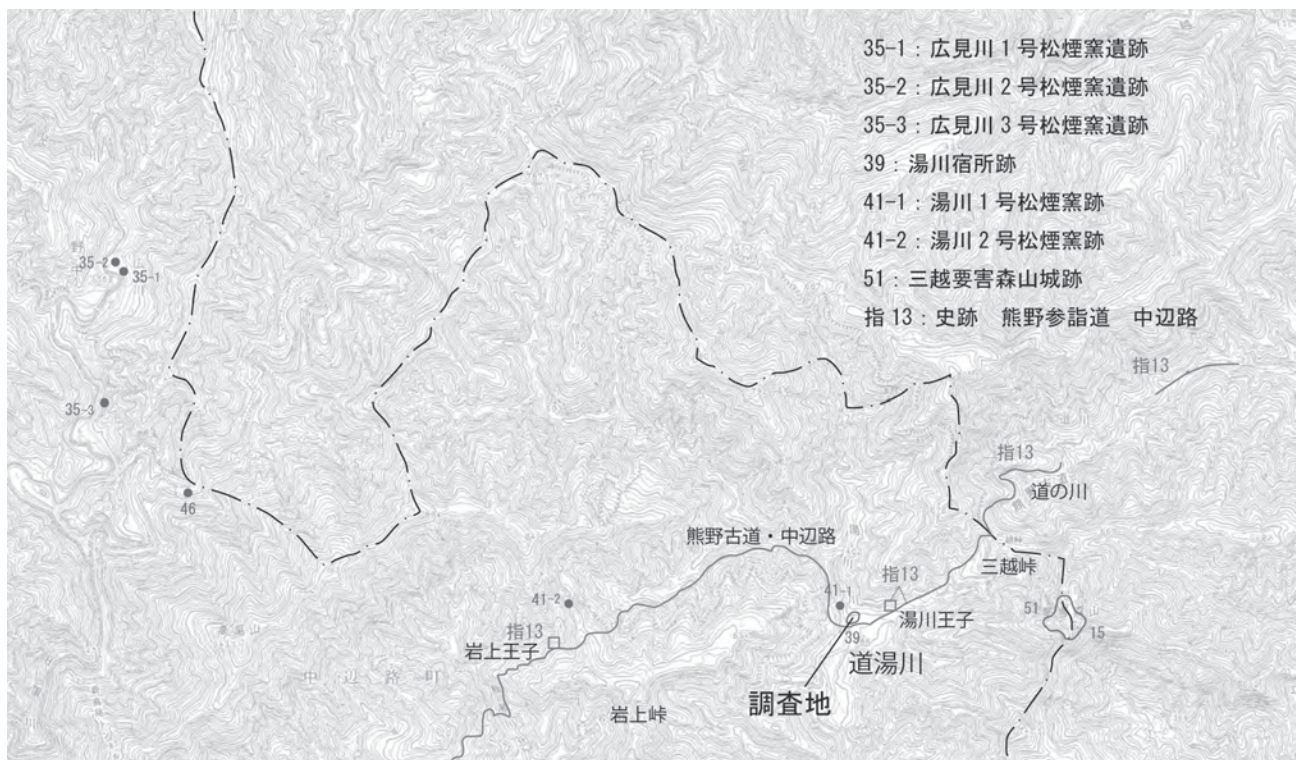 35-1：広見川1号松煙窯遺跡
35-2：広見川2号松煙窯遺跡
35-3：広見川3号松煙窯遺跡
39：湯川宿所跡
41-1：湯川1号松煙窯跡
41-2：湯川2号松煙窯跡
51：三越要害森山城跡
指13：史跡　熊野参詣道　中辺路
35-2
35-1
指13
35-3
指13
道の川
46
熊野古道・中辺路
三越峠
指13
41-2
41-1
51
指13
湯川王子
15
岩上王子
39
道湯川
中辺路町
調査地
岩上峠